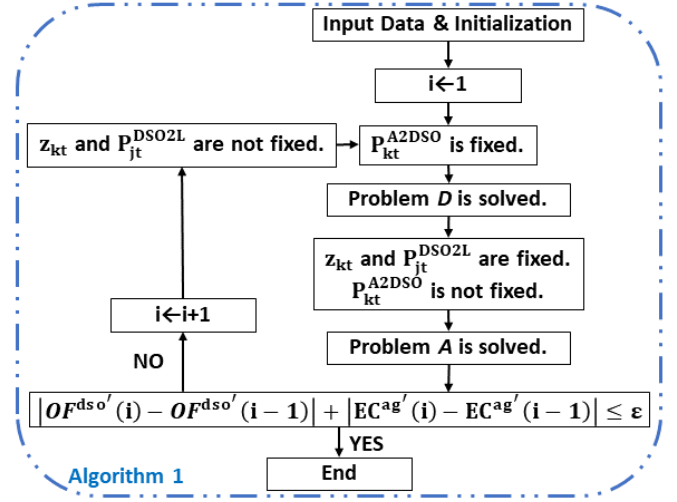 Input Data & Initialization
i←1
z_kt and P_jt^DSO2L are not fixed.
P_kt^A2DSO is fixed.
Problem D is solved.
z_kt and P_jt^DSO2L are fixed.
P_kt^A2DSO is not fixed.
i←i+1
Problem A is solved.
NO
|OF^dso′(i) − OF^dso′(i − 1)| + |EC^ag′(i) − EC^ag′(i − 1)| ≤ ε
YES
End
Algorithm 1